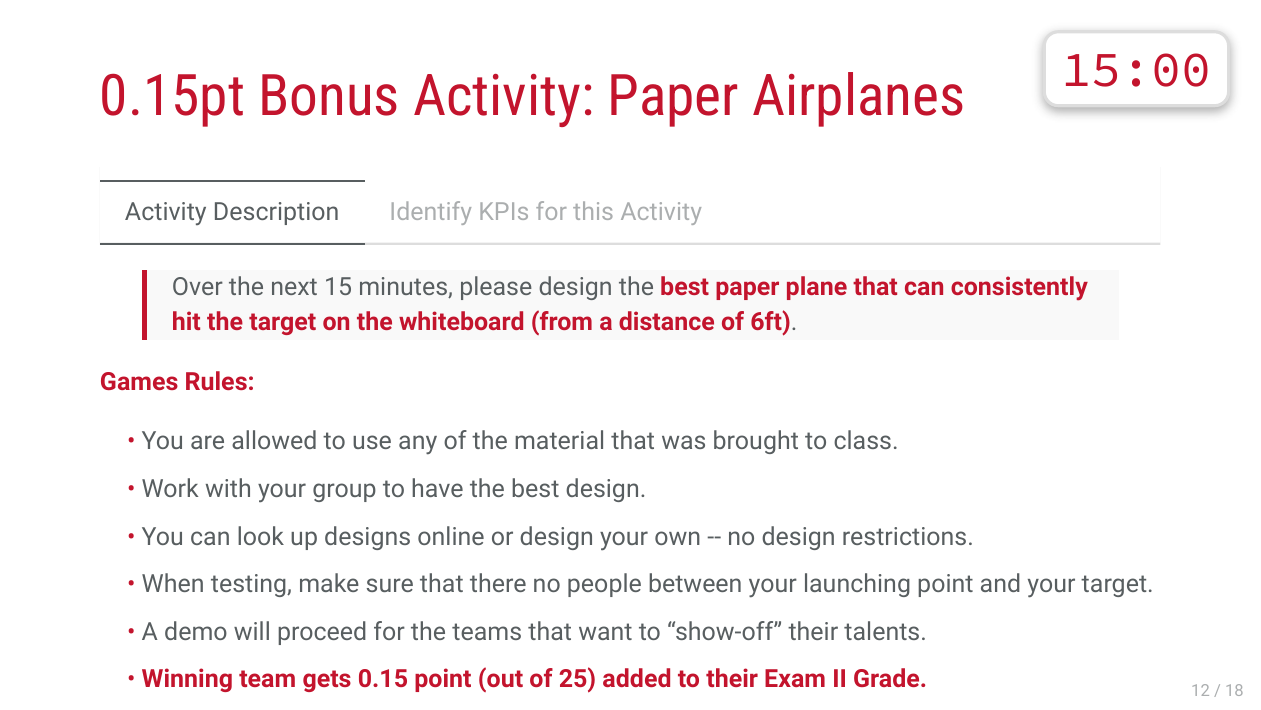 0.15pt Bonus Activity: Paper Airplanes
15:00
Activity Description
Identify KPIs for this Activity
Over the next 15 minutes, please design the best paper plane that can consistently
hit the target on the whiteboard (from a distance of 6ft).
Games Rules:
• You are allowed to use any of the material that was brought to class.
• Work with your group to have the best design.
• You can look up designs online or design your own -- no design restrictions.
• When testing, make sure that there no people between your launching point and your target.
• A demo will proceed for the teams that want to “show-off” their talents.
• Winning team gets 0.15 point (out of 25) added to their Exam II Grade.
12 / 18